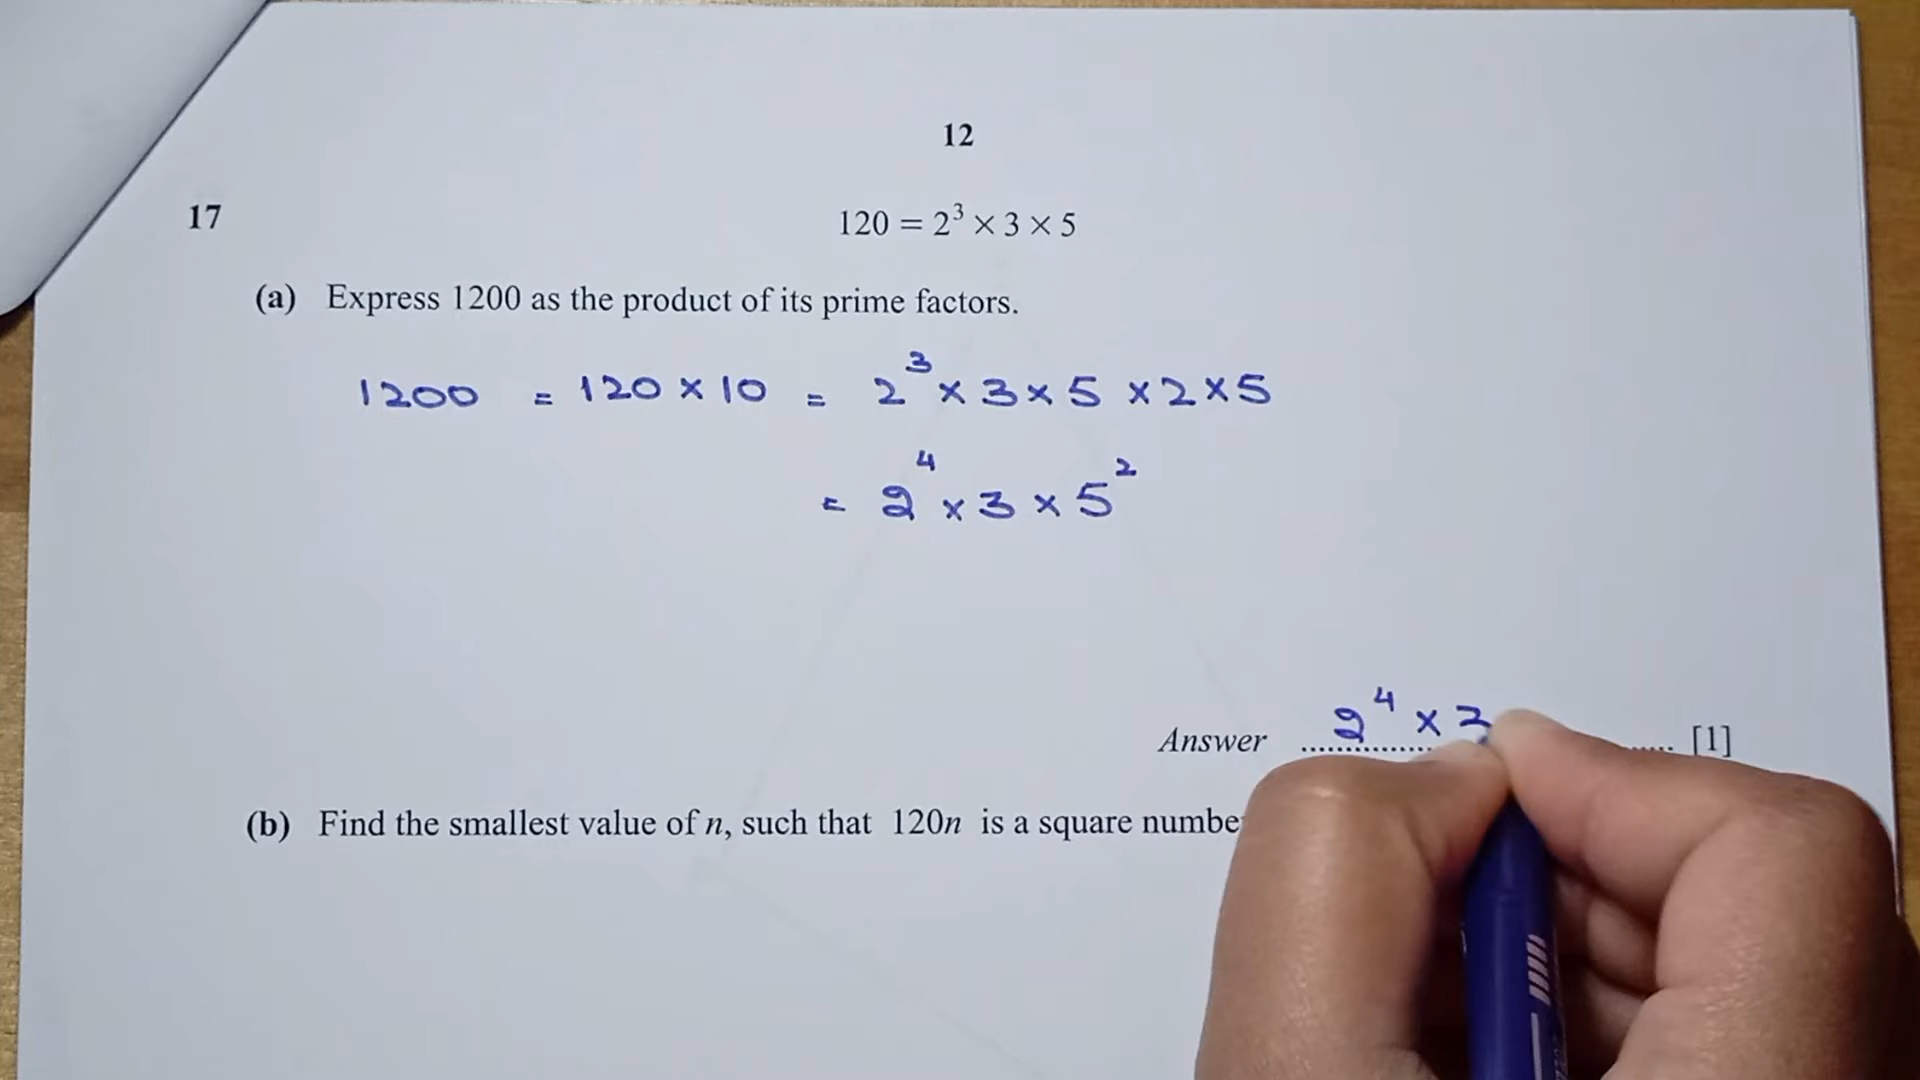 12
17 120 = 2³ × 3 × 5
(a) Express 1200 as the product of its prime factors.
1200 = 120 × 10 = 2³ × 3 × 5 × 2 × 5
= 2⁴ × 3 × 5²
Answer 2⁴ × 3 [1]
(b) Find the smallest value of n, such that 120n is a square